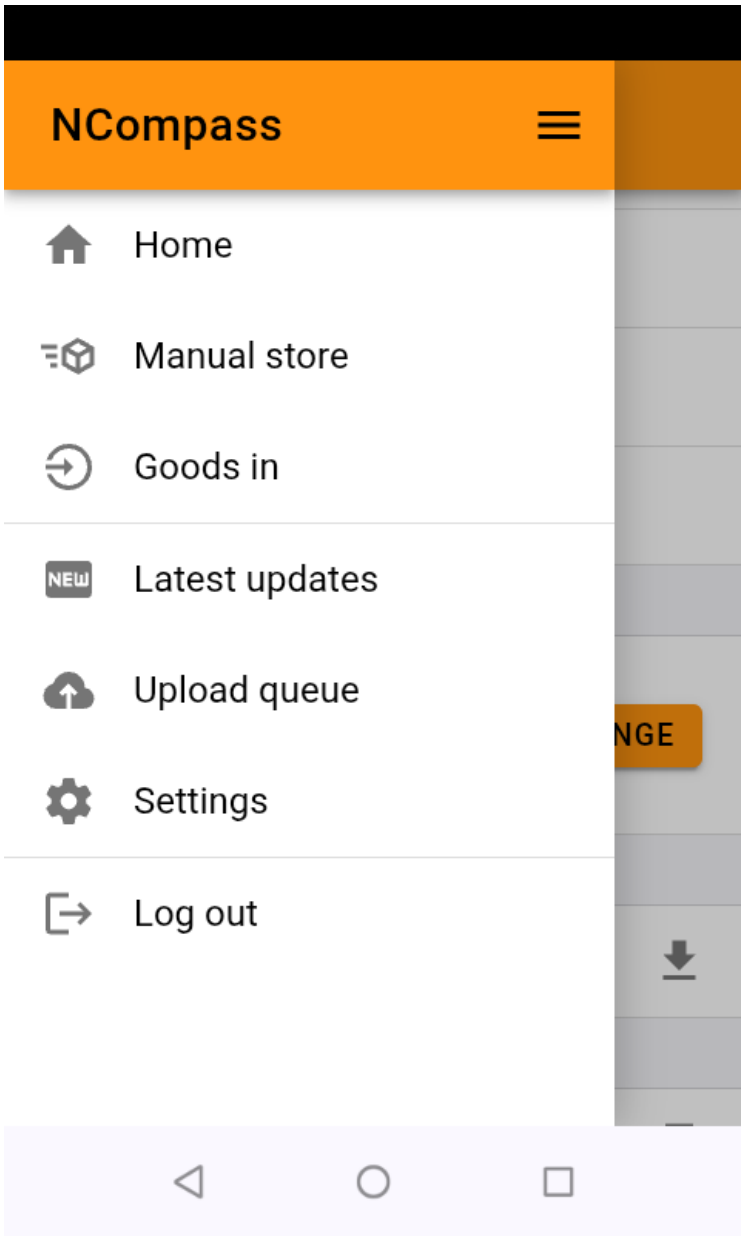 NCompass
Home
Manual store
Goods in
NEW
Latest updates
Upload queue
NGE
Settings
Log out